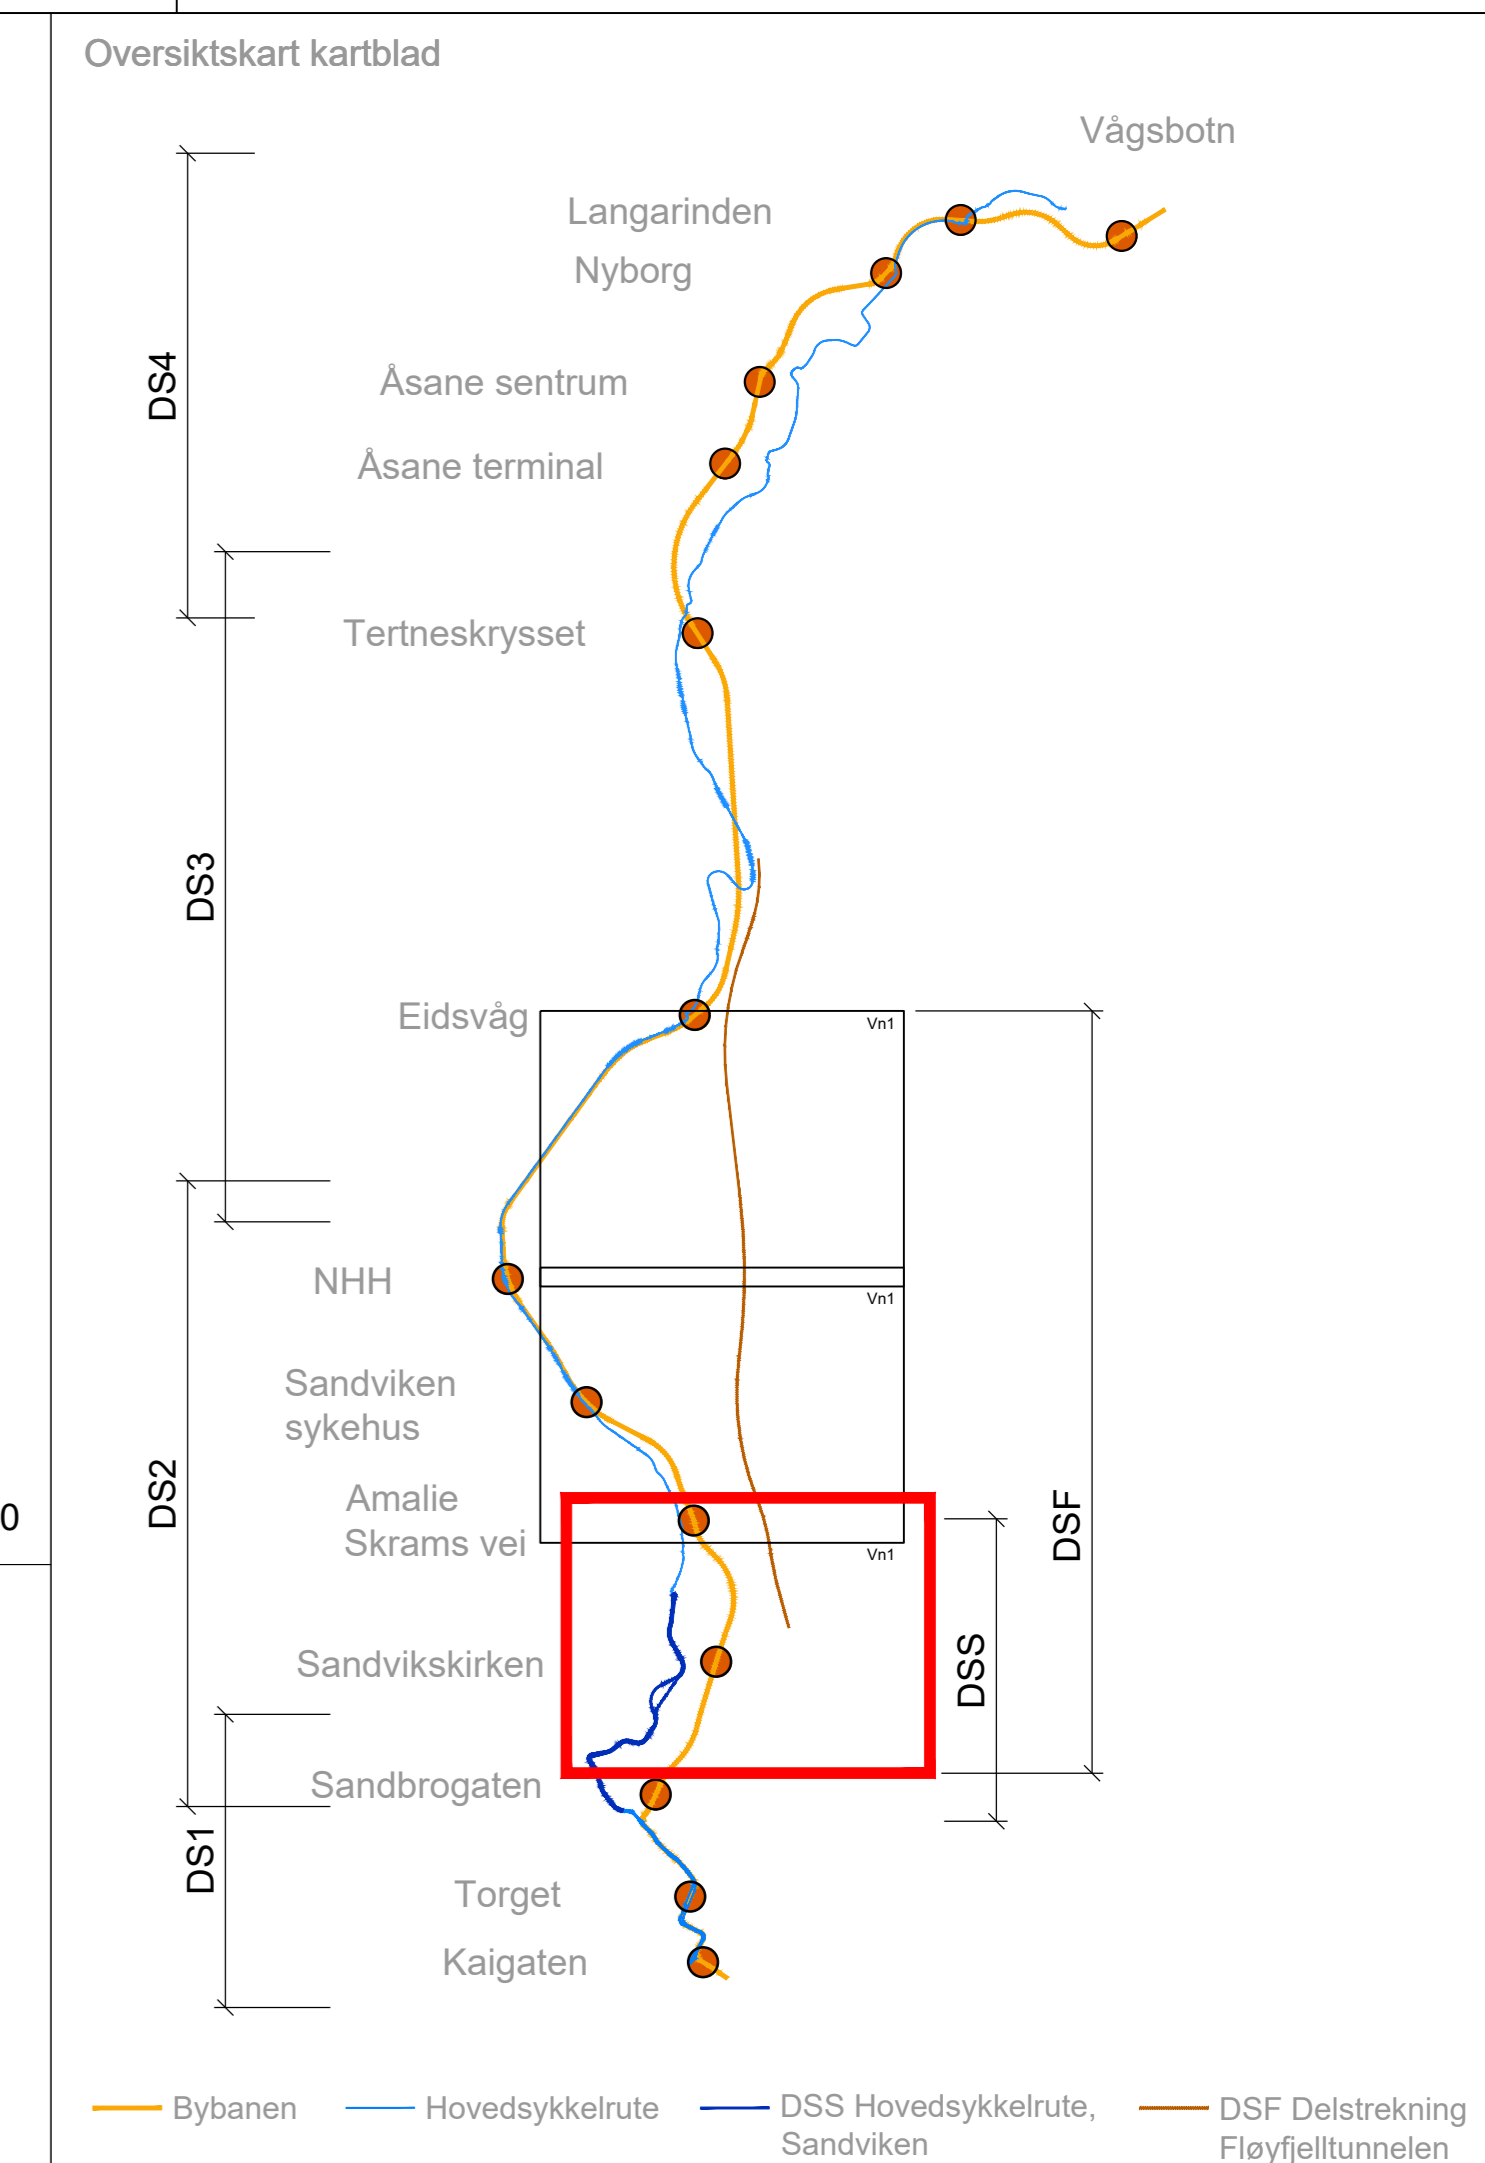 Oversiktskart kartblad
Vågsbotn
Langarinden
Nyborg
DS4
Åsane sentrum
Åsane terminal
Tertneskrysset
DS3
Eidsvåg
Vn1
NHH
Vn1
Sandviken
sykehus
DS2
Amalie
Skrams vei
0
DSF
Vn1
Sandvikskirken
DSS
Sandbrogaten
DS1
Torget
Kaigaten
Bybanen
Hovedsykkelrute
DSS Hovedsykkelrute,
Sandviken
DSF Delstrekning
Fløyfjelltunnelen